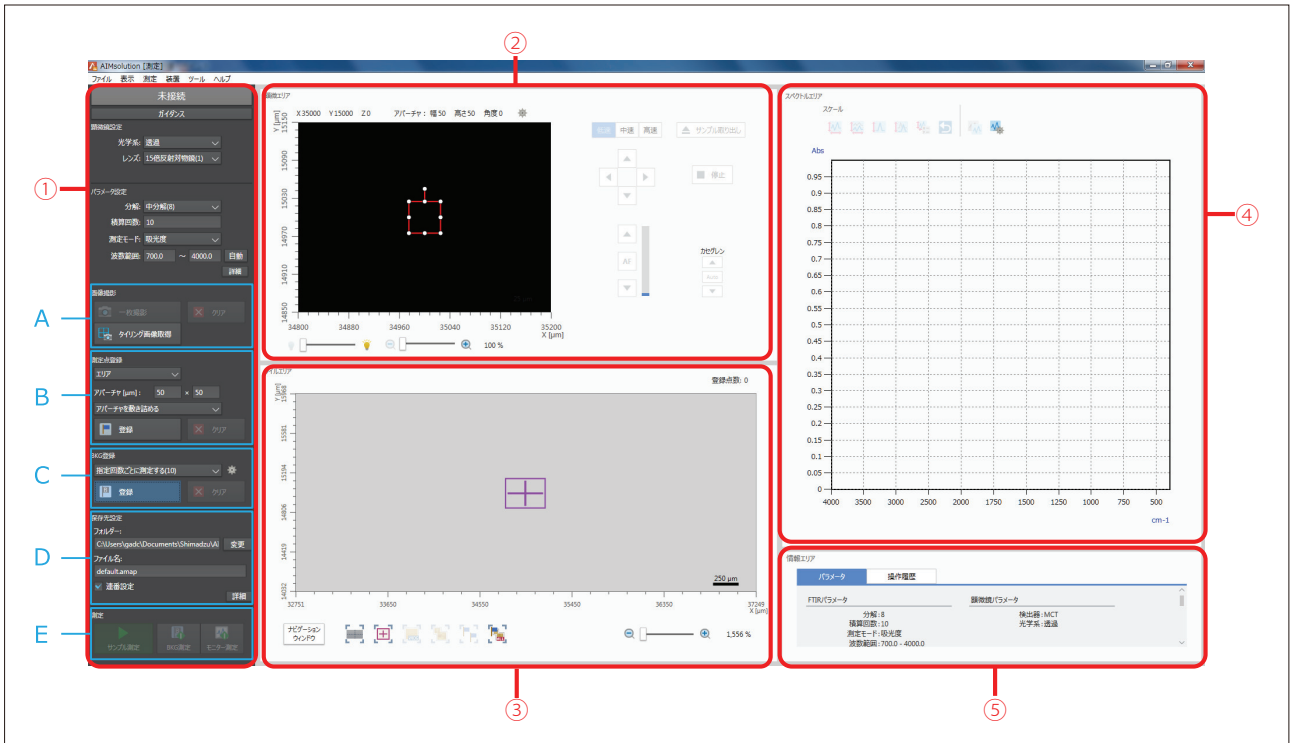 ②
AIMsolution [測定]
ファイル 表示 測定 装置 ツール ヘルプ
①
未接続
ガイダンス
顕微鏡設定
光学系: 透過
レンズ: 15倍反射対物鏡(1)
パラメータ設定
分解: 中分解(8)
積算回数: 10
測定モード: 吸光度
波数範囲: 700.0 ～ 4000.0 自動
詳細
A
画像撮影
一枚撮影 クリア
タイリング画像取得
B
測定点登録
エリア
アパーチャ [μm] : 50 × 50
アパーチャを敷き詰める
登録 クリア
C
BKG登録
指定回数ごとに測定する(10)
登録 クリア
D
保存先設定
フォルダー:
C:\Users\gadc\Documents\Shimadzu\A 変更
ファイル名:
default.amap
連番設定
詳細
E
測定
サンプル測定 BKG測定 モニター測定
X 35000 Y 15000 Z 0 アパーチャ : 幅 50 高さ 50 角度 0
Y [μm]
15150
15090
15030
14970
14910
14850
34800 34880 34960 35040 35120 35200
X [μm]
100 %
中速 高速 サンプル取り出し
停止
AF
カセグレン
Auto
③
イルエリア
登録点数: 0
Y [μm]
15968
15581
15194
14806
14419
14032
250 μm
32751 33650 34550 35450 36350 37249
X [μm]
ナビゲーション
ウィンドウ
1,556 %
④
スペクトルエリア
スケール
Abs
0.95
0.9
0.85
0.8
0.75
0.7
0.65
0.6
0.55
0.5
0.45
0.4
0.35
0.3
0.25
0.2
0.15
0.1
0.05
0
4000 3500 3000 2500 2000 1750 1500 1250 1000 750 500
cm-1
⑤
情報エリア
パラメータ 操作履歴
FTIRパラメータ 顕微鏡パラメータ
分解 : 8 検出器 : MCT
積算回数 : 10 光学系 : 透過
測定モード : 吸光度
波数範囲 : 700.0 - 4000.0